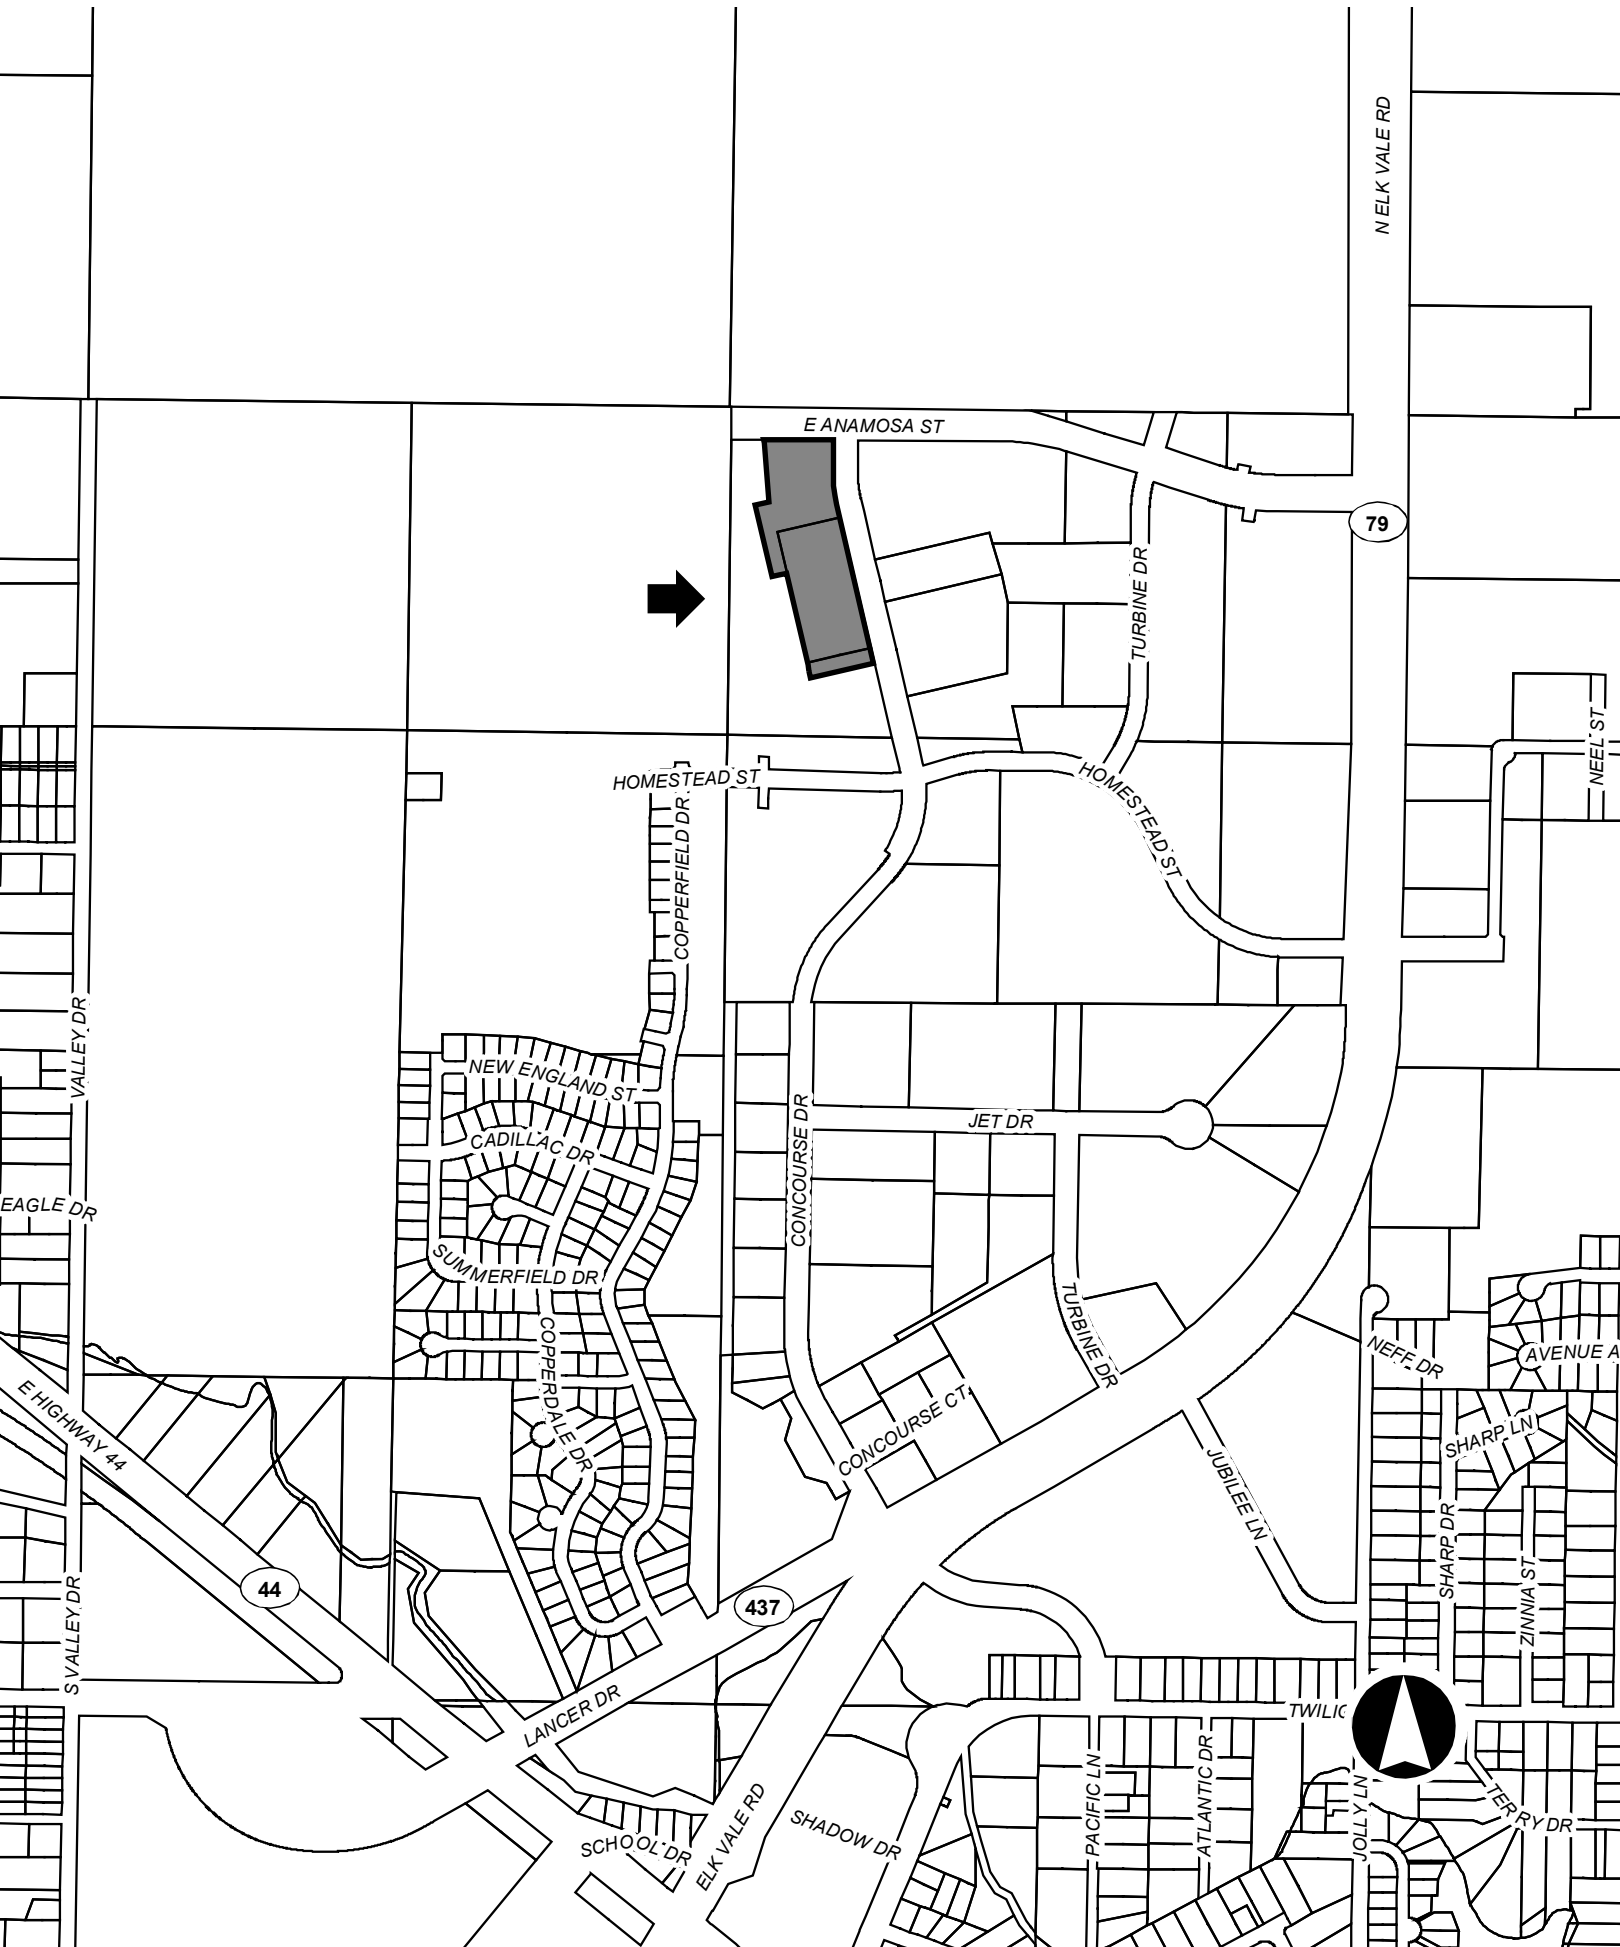 N ELK VALE RD
E ANAMOSA ST
79
TURBINE DR
NEEL ST
HOMESTEAD ST
HOMESTEAD ST
COPPERFIELD DR
VALLEY DR
NEW ENGLAND ST
CADILLAC DR
CONCOURSE DR
JET DR
EAGLE DR
SUMMERFIELD DR
TURBINE DR
COPPERDALE DR
NEFF DR
AVENUE A
E HIGHWAY 44
CONCOURSE CT
SHARP LN
JUBILEE LN
SHARP DR
ZINNIA ST
44
437
S VALLEY DR
LANCER DR
TWILIG
PACIFIC LN
ATLANTIC DR
JOLLY LN
TERRY DR
SCHOOL DR
ELK VALE RD
SHADOW DR